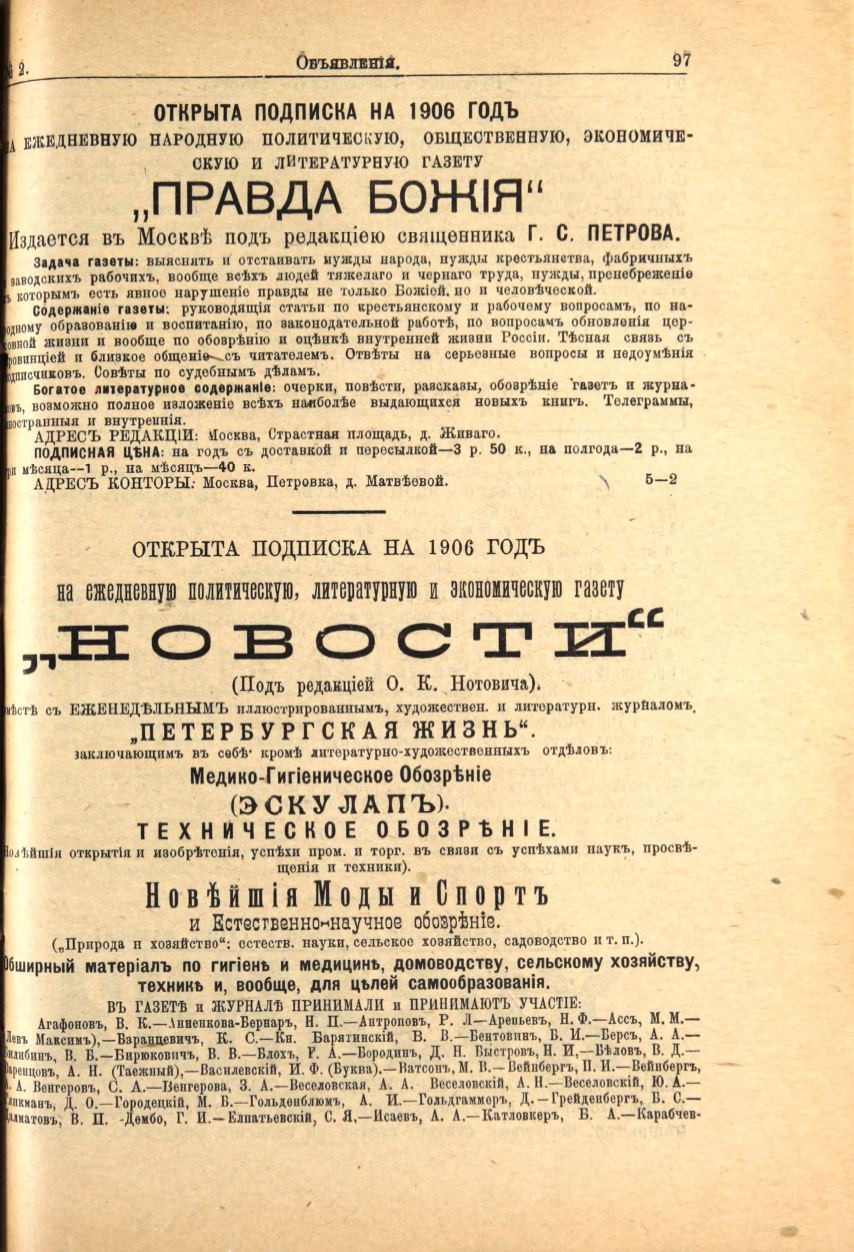 № 2.
Объявленія.
97
ОТКРЫТА ПОДПИСКА НА 1906 ГОДЪ
НА ЕЖЕДНЕВНУЮ НАРОДНУЮ ПОЛИТИЧЕСКУЮ, ОБЩЕСТВЕННУЮ, ЭКОНОМИЧЕ-
СКУЮ И ЛИТЕРАТУРНУЮ ГАЗЕТУ
„ПРАВДА БОЖІЯ“
Издается въ Москвѣ подъ редакціею священника Г. С. ПЕТРОВА.
Задача газеты: выяснять и отстаивать нужды народа, нужды крестьянства, фабричныхъ
заводскихъ рабочихъ, вообще всѣхъ людей тяжелаго и чернаго труда, нужды, пренебреженіе
къ которымъ есть явное нарушеніе правды не только Божіей, но и человѣческой.
Содержаніе газеты: руководящія статьи по крестьянскому и рабочему вопросамъ, по на-
родному образованію и воспитанію, по законодательной работѣ, по вопросамъ обновленія цер-
ковной жизни и вообще по обозрѣнію и оцѣнкѣ внутренней жизни Россіи. Тѣсная связь съ
провинціей и близкое общеніе съ читателемъ. Отвѣты на серьезные вопросы и недоумѣнія
подписчиковъ. Совѣты по судебнымъ дѣламъ.
Богатое литературное содержаніе: очерки, повѣсти, разсказы, обозрѣніе газетъ и журна-
ловъ, возможно полное изложеніе всѣхъ наиболѣе выдающихся новыхъ книгъ. Телеграммы,
иностранныя и внутреннія.
АДРЕСЪ РЕДАКЦІИ: Москва, Страстная площадь, д. Живаго.
ПОДПИСНАЯ ЦѢНА: на годъ съ доставкой и пересылкой—3 р. 50 к., на полгода—2 р., на
три мѣсяца--1 р., на мѣсяцъ—40 к.
АДРЕСЪ КОНТОРЫ: Москва, Петровка, д. Матвѣевой.
5—2
ОТКРЫТА ПОДПИСКА НА 1906 ГОДЪ
на ежедневную политическую, литературную и экономическую газету
„НОВОСТИ“
(Подъ редакціей О. К. Нотовича).
вмѣстѣ съ ЕЖЕНЕДѢЛЬНЫМЪ иллюстрированнымъ, художествен. и литературн. журналомъ
„ПЕТЕРБУРГСКАЯ ЖИЗНЬ“.
заключающимъ въ себѣ кромѣ литературно-художественныхъ отдѣловъ:
Медико-Гигіеническое Обозрѣніе
(ЭСКУЛАПЪ).
ТЕХНИЧЕСКОЕ ОБОЗРѢНІЕ.
(Новѣйшія открытія и изобрѣтенія, успѣхи пром. и торг. въ связи съ успѣхами наукъ, просвѣ-
щенія и техники).
Новѣйшія Моды и Спортъ
и Естественно-научное обозрѣніе.
(„Природа и хозяйство“: естеств. науки, сельское хозяйство, садоводство и т. п.).
Обширный матеріалъ по гигіенѣ и медицинѣ, домоводству, сельскому хозяйству,
техникѣ и, вообще, для цѣлей самообразованія.
ВЪ ГАЗЕТѢ и ЖУРНАЛѢ ПРИНИМАЛИ и ПРИНИМАЮТЪ УЧАСТІЕ:
Агафоновъ, В. К.—Анненкова-Бернаръ, Н. П.—Антроповъ, Р. Л—Арепьевъ, Н. Ф.—Ассъ, М. М.—
(Левъ Максимъ),—Баранцевичъ, К. С.—Кн. Барятинскій, В. В.—Бентовинъ, Б. И.—Берсъ, А. А.—
Билибинъ, В. В.—Бирюковичъ, В. В.—Блохъ, Г. А.—Бородинъ, Д. Н. Быстровъ, Н. И,—Бѣловъ, В. Д.—
Варенцовъ, А. Н. (Таежный),—Василевскій, И. Ф. (Буква).—Ватсонъ, М. В.—Вейнбергъ, П. И.—Вейнбергъ,
А. А. Венгеровъ, С. А.—Венгерова, З. А.—Веселовская, А. А. Веселовскій, А. Н.—Веселовскій, Ю. А.—
Гликманъ, Д. О.—Городецкій, М. Б.—Гольденблюмъ, А. И.—Гольдгаммеръ, Д.—Грейденбергъ, Б. С.—
Далматовъ, В. П. -Дембо, Г. И.—Елпатьевскій, С. Я,—Исаевъ, А. А.—Катловкеръ, Б. А.—Карабчев-